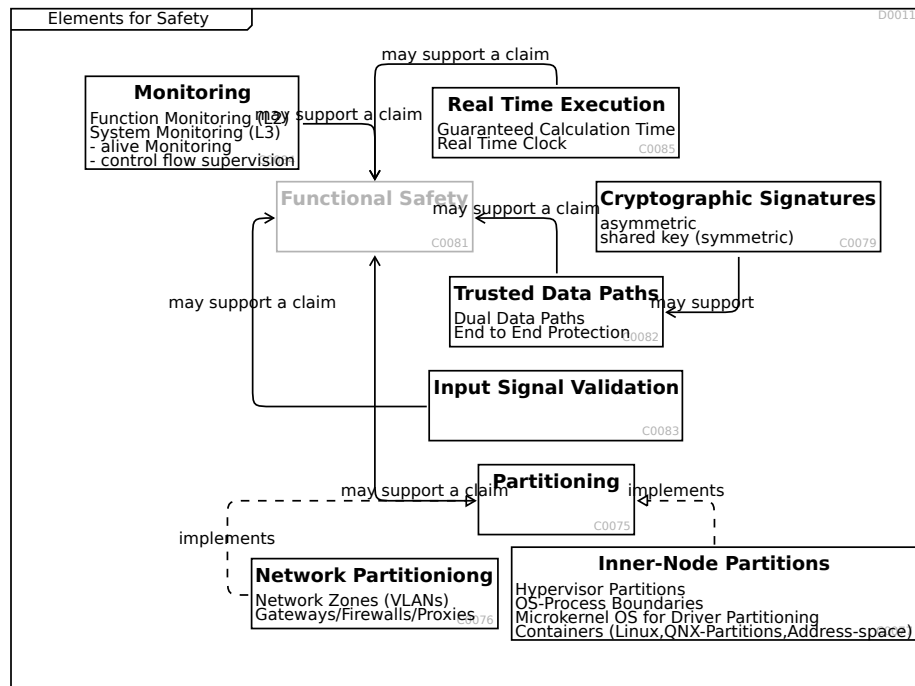 Elements for Safety
D0011
may support a claim
Monitoring
Function Monitoring (L2)
System Monitoring (L3)
- alive Monitoring
- control flow supervision
may support a claim
Real Time Execution
Guaranteed Calculation Time
Real Time Clock
C0085
Functional Safety
C0081
may support a claim
Cryptographic Signatures
asymmetric
shared key (symmetric)
C0079
may support a claim
Trusted Data Paths
Dual Data Paths
End to End Protection
C0082
may support
Input Signal Validation
C0083
Partitioning
C0075
may support a claim
implements
implements
Network Partitioniong
Network Zones (VLANs)
Gateways/Firewalls/Proxies
C0076
Inner-Node Partitions
Hypervisor Partitions
OS-Process Boundaries
Microkernel OS for Driver Partitioning
Containers (Linux,QNX-Partitions,Address-space)